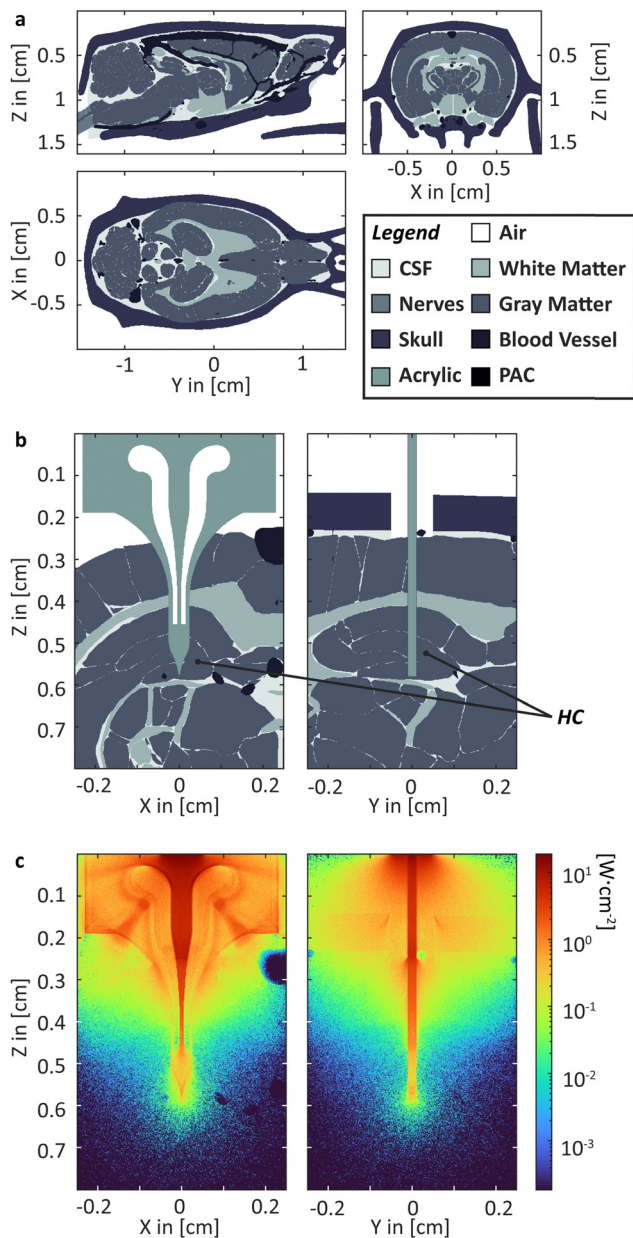 a
Z in [cm]
0.5
1
1.5
0.5
1
1.5
Z in [cm]
-0.5 0 0.5
X in [cm]
X in [cm]
0.5
0
-0.5
-1 0 1
Y in [cm]
Legend Air
CSF White Matter
Nerves Gray Matter
Skull Blood Vessel
Acrylic PAC
b
Z in [cm]
0.1
0.2
0.3
0.4
0.5
0.6
0.7
HC
-0.2 0 0.2
X in [cm]
-0.2 0 0.2
Y in [cm]
c
Z in [cm]
0.1
0.2
0.3
0.4
0.5
0.6
0.7
-0.2 0 0.2
X in [cm]
-0.2 0 0.2
Y in [cm]
[W·cm-2]
10^1
10^0
10^-1
10^-2
10^-3